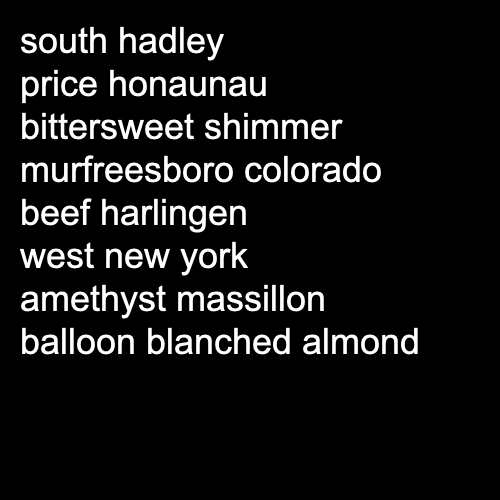 south hadley
price honaunau
bittersweet shimmer
murfreesboro colorado
beef harlingen
west new york
amethyst massillon
balloon blanched almond